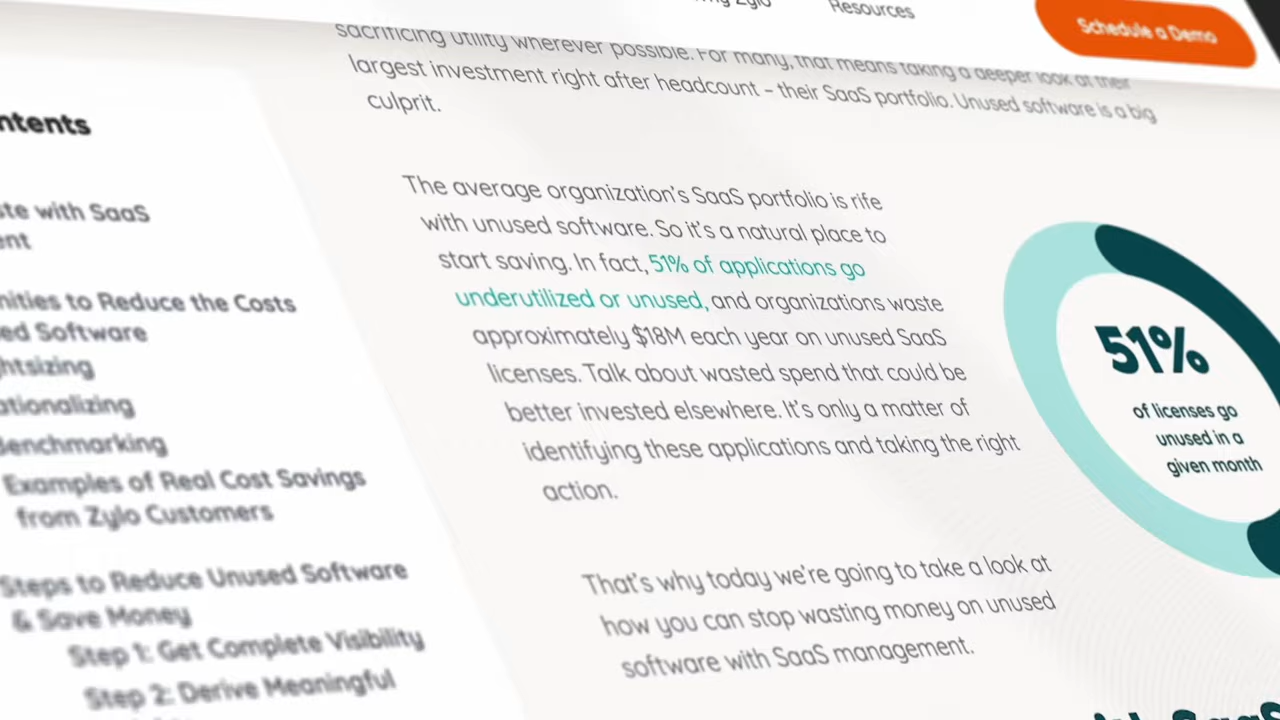 Zylo
Resources
Schedule a Demo
sacrificing utility wherever possible. For many, that means taking a deeper look at their
largest investment right after headcount – their SaaS portfolio. Unused software is a big
culprit.
ntents
The average organization's SaaS portfolio is rife
with unused software. So it's a natural place to
start saving. In fact, 51% of applications go
underutilized or unused, and organizations waste
approximately $18M each year on unused SaaS
licenses. Talk about wasted spend that could be
better invested elsewhere. It's only a matter of
identifying these applications and taking the right
action.
That's why today we're going to take a look at
how you can stop wasting money on unused
software with SaaS management.
ste with SaaS
ent
nities to Reduce the Costs
ed Software
ghtsizing
ationalizing
Benchmarking
Examples of Real Cost Savings
from Zylo Customers
Steps to Reduce Unused Software
& Save Money
Step 1: Get Complete Visibility
Step 2: Derive Meaningful
51%
of licenses go
unused in a
given month